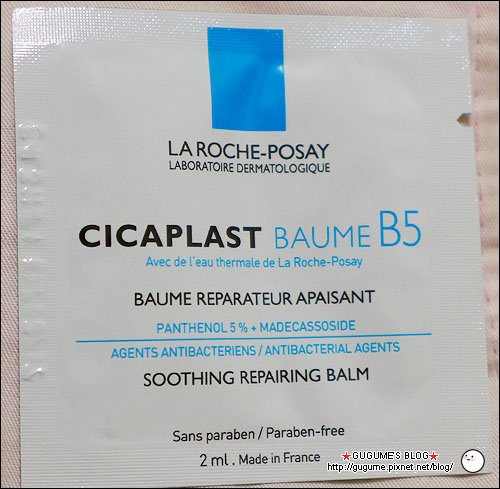 LA ROCHE-POSAY
LABORATOIRE DERMATOLOGIQUE
CICAPLAST BAUME B5
Avec de l'eau thermale de La Roche-Posay
BAUME REPARATEUR APAISANT
PANTHENOL 5% + MADECASSOSIDE
AGENTS ANTIBACTERIENS / ANTIBACTERIAL AGENTS
SOOTHING REPAIRING BALM
Sans paraben / Paraben-free
2 ml . Made in France
★GUGUME'S BLOG★
http://gugume.pixnet.net/blog/